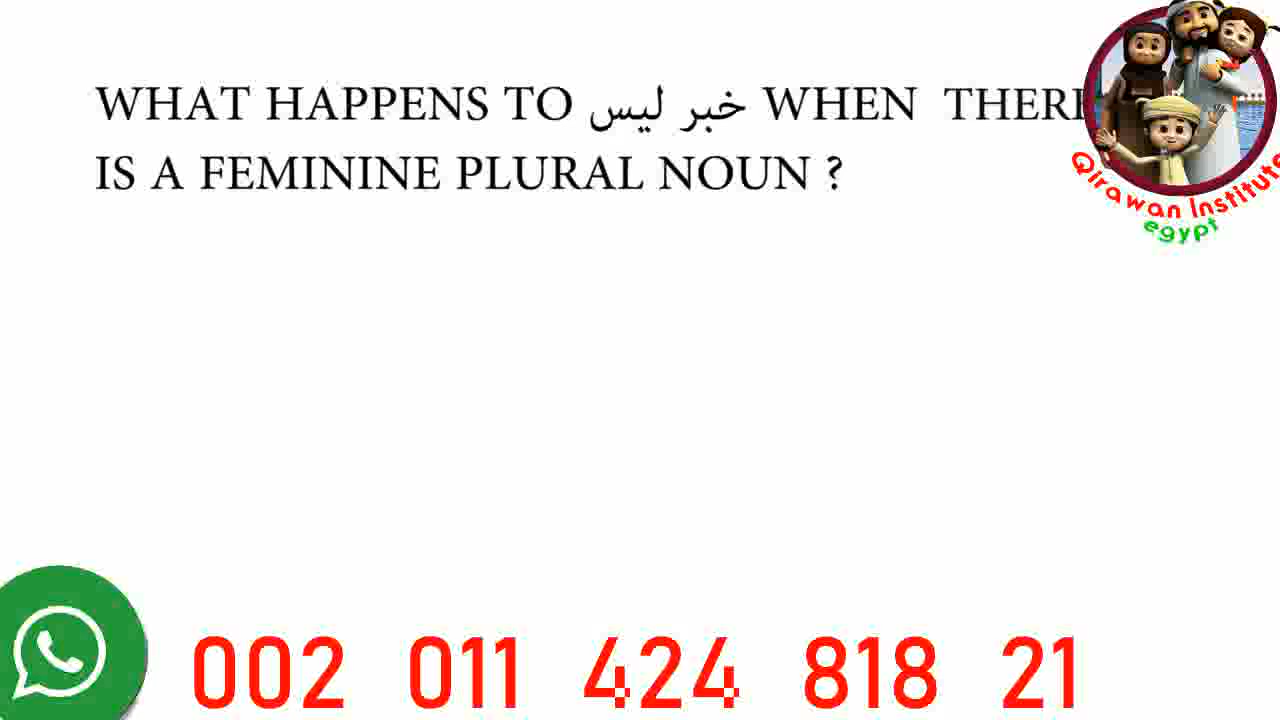 WHAT HAPPENS TO خبر ليس WHEN THERE
IS A FEMININE PLURAL NOUN ?
Qirawan Institute
egypt
002 011 424 818 21